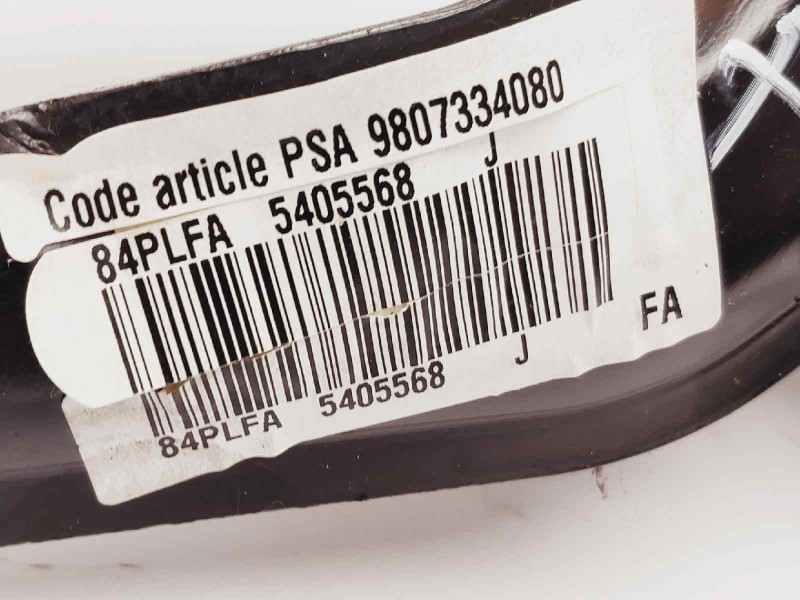 Code article PSA 9807334080
84PLFA 5405568 J
84PLFA 5405568 J
FA